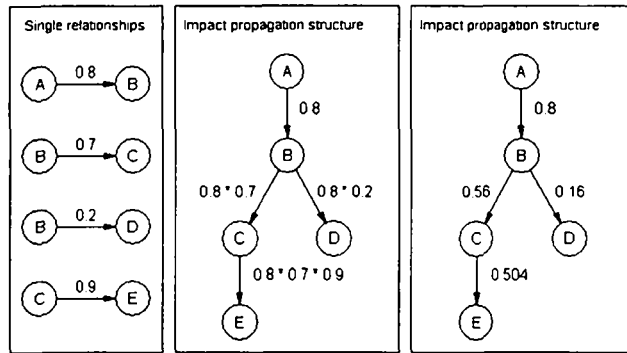 Single relationships
A 0.8 B
B 0.7 C
B 0.2 D
C 0.9 E
Impact propagation structure
A
0.8
B
0.8 * 0.7 0.8 * 0.2
C D
0.8 * 0.7 * 0.9
E
Impact propagation structure
A
0.8
B
0.56 0.16
C D
0.504
E